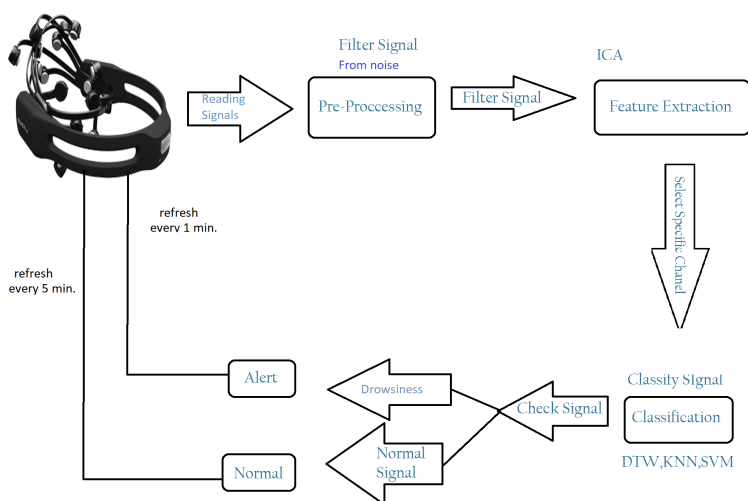 Filter Signal
From noise
Pre-Proccessing
Reading
Signals
Filter Signal
ICA
Feature Extraction
Select Specific Chanel
refresh
every 1 min.
refresh
every 5 min.
Alert
Drowsiness
Check Signal
Classify SIgnal
Classification
DTW,KNN,SVM
Normal
Normal
Signal